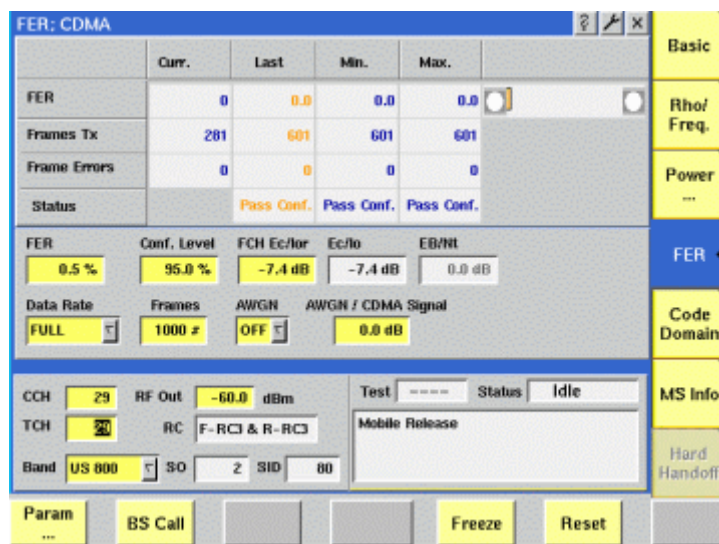 FER: CDMA ?
Basic
Curr. Last Min. Max.
FER 0 0.0 0.0 0.0
Rho/
Freq.
Frames Tx 281 601 601 601
Frame Errors 0 0 0 0
Power
...
Status Pass Conf. Pass Conf. Pass Conf.
FER Conf. Level FCH Ec/Ior Ec/Io EB/Nt
FER
0.5 % 95.0 % -7.4 dB -7.4 dB 0.0 dB
Data Rate Frames AWGN AWGN / CDMA Signal
Code
Domain
FULL 1000 # OFF 0.0 dB
CCH 29 RF Out -60.0 dBm Test ---- Status Idle
MS Info
TCH 20 RC F-RC3 & R-RC3 Mobile Release
Hard
Handoff
Band US 800 SO 2 SID 80
Param
...
BS Call Freeze Reset